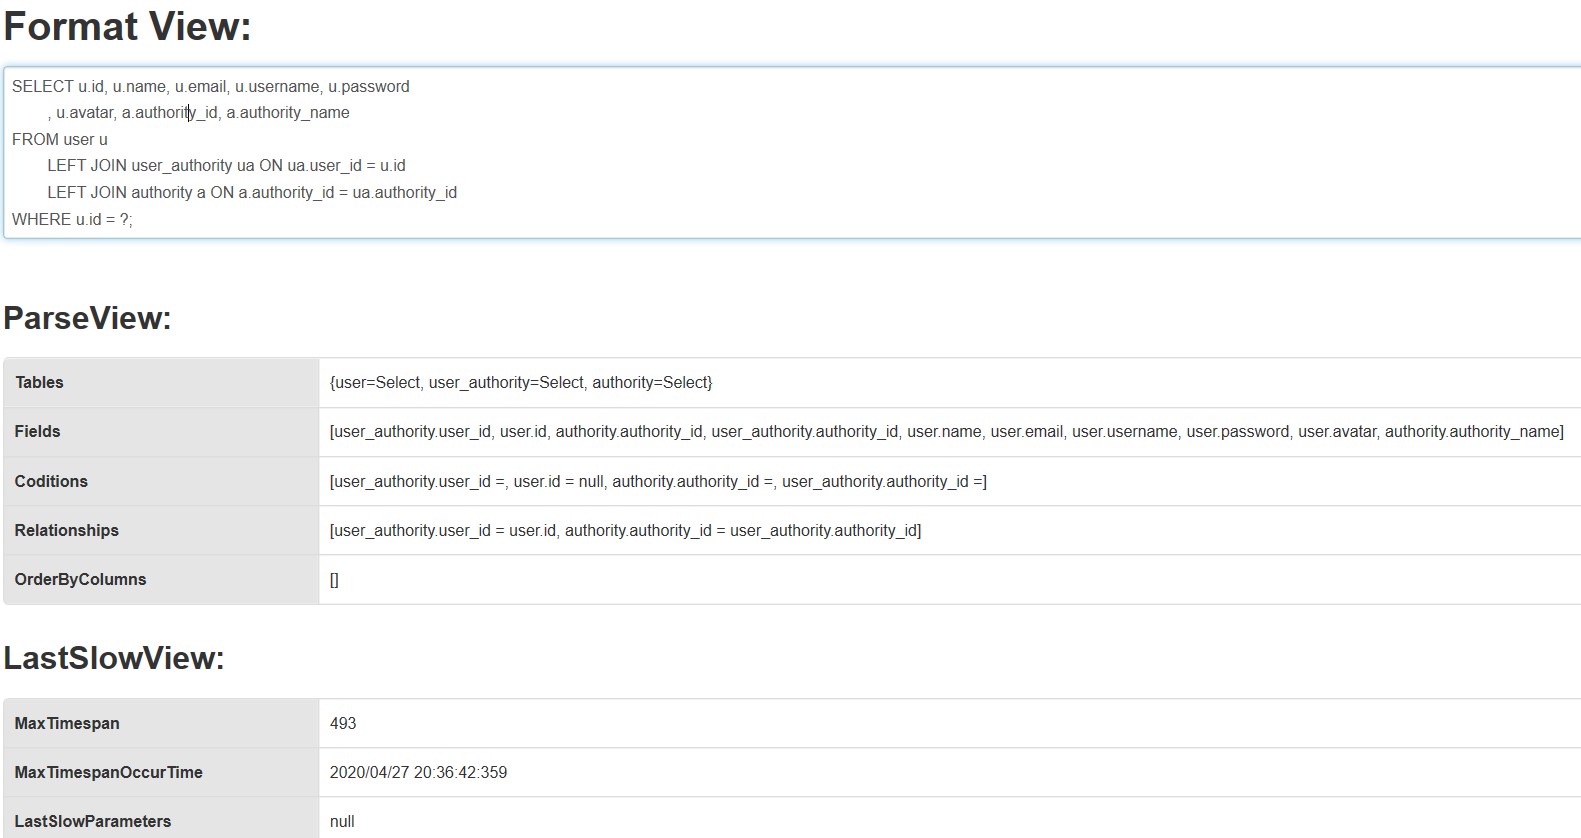 Format View:
SELECT u.id, u.name, u.email, u.username, u.password
, u.avatar, a.authority_id, a.authority_name
FROM user u
LEFT JOIN user_authority ua ON ua.user_id = u.id
LEFT JOIN authority a ON a.authority_id = ua.authority_id
WHERE u.id = ?;
ParseView:
Tables {user=Select, user_authority=Select, authority=Select}
Fields [user_authority.user_id, user.id, authority.authority_id, user_authority.authority_id, user.name, user.email, user.username, user.password, user.avatar, authority.authority_name]
Coditions [user_authority.user_id =, user.id = null, authority.authority_id =, user_authority.authority_id =]
Relationships [user_authority.user_id = user.id, authority.authority_id = user_authority.authority_id]
OrderByColumns []
LastSlowView:
MaxTimespan 493
MaxTimespanOccurTime 2020/04/27 20:36:42:359
LastSlowParameters null